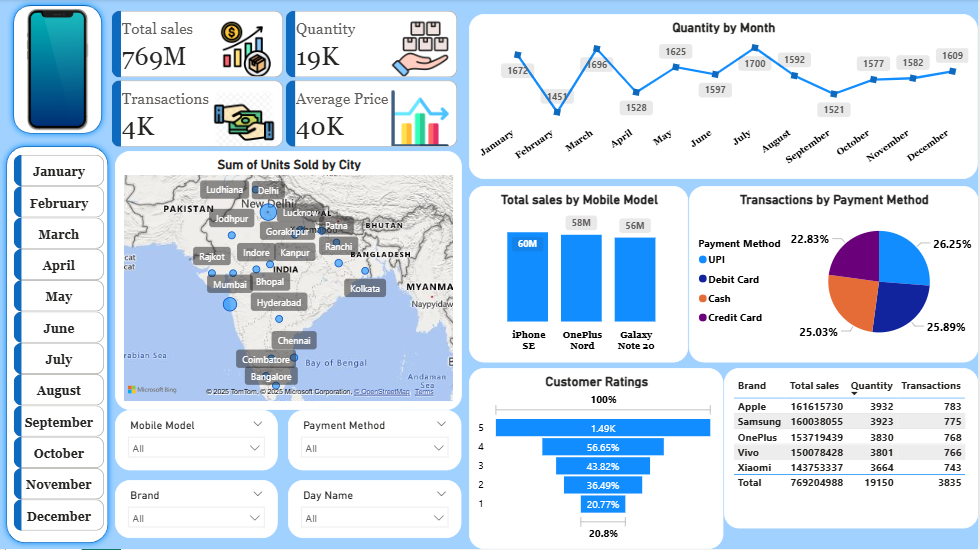 Total sales
769M
Quantity
19K
Transactions
4K
Average Price
40K
January
February
March
April
May
June
July
August
September
October
November
December
Sum of Units Sold by City
PAKISTAN
New Delhi
BHUTAN
INDIA
BANGLADESH
MYANMA
Naypyidaw
cat
cat
rabian Sea
Bay of Bengal
Andaman
Sea
Ludhiana
Delhi
Jodhpur
Lucknow
AL
Gorakhpur
Patna
Rajkot
Indore
Kanpur
Ranchi
Mumbai
Bhopal
Kolkata
Hyderabad
Chennai
Coimbatore
Bangalore
Microsoft Bing
© 2025 TomTom, © 2025 Microsoft Corporation, © OpenStreetMap Terms
Mobile Model
All
Payment Method
All
Brand
All
Day Name
All
Quantity by Month
1672
1451
1696
1528
1625
1597
1700
1592
1521
1577
1582
1609
January
February
March
April
May
June
July
August
September
October
November
December
Total sales by Mobile Model
60M
58M
56M
iPhone SE
OnePlus Nord
Galaxy Note 20
Transactions by Payment Method
Payment Method
UPI
Debit Card
Cash
Credit Card
22.83%
26.25%
25.03%
25.89%
Customer Ratings
100%
5 1.49K
4 56.65%
3 43.82%
2 36.49%
1 20.77%
20.8%
Brand Total sales Quantity Transactions
Apple 161615730 3932 783
Samsung 160038055 3923 775
OnePlus 153719439 3830 768
Vivo 150078428 3801 766
Xiaomi 143753337 3664 743
Total 769204988 19150 3835